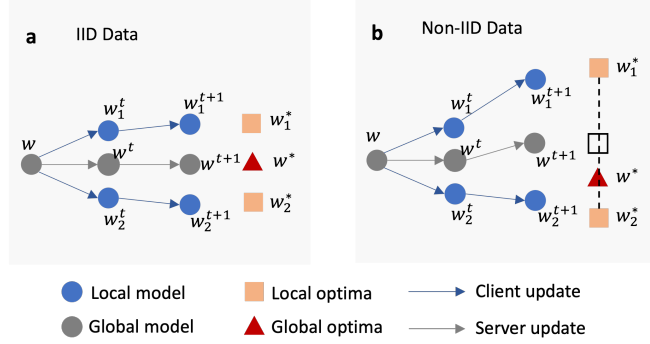 a IID Data
w
w_1^t
w_1^{t+1}
w^t
w^{t+1}
w_2^t
w_2^{t+1}
w_1^*
w^*
w_2^*
b Non-IID Data
w
w_1^t
w_1^{t+1}
w^t
w^{t+1}
w_2^t
w_2^{t+1}
w_1^*
w^*
w_2^*
Local model Local optima Client update
Global model Global optima Server update